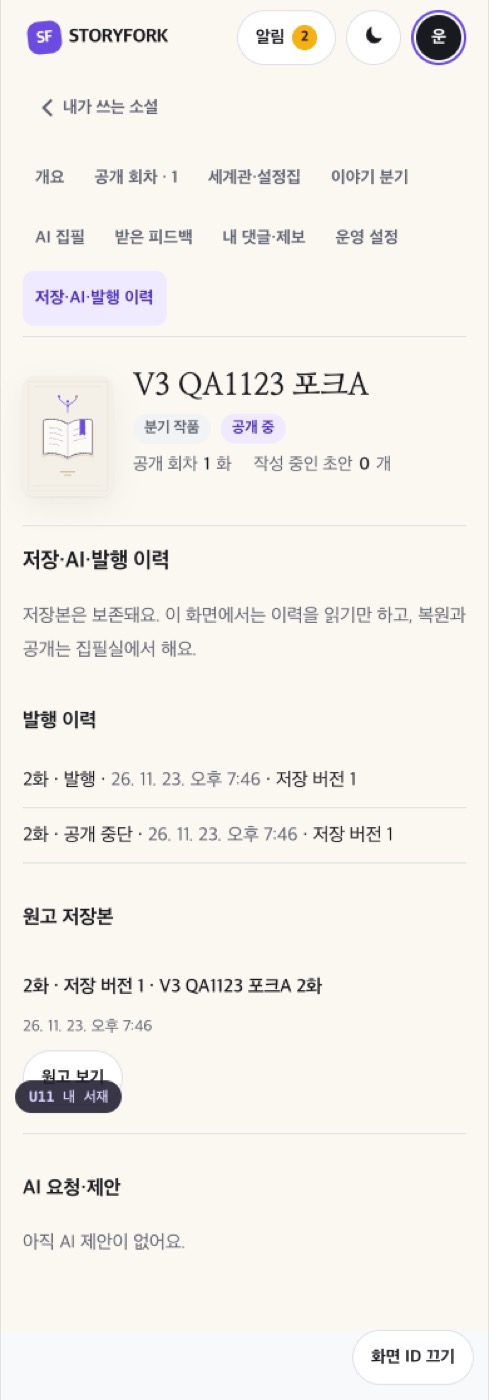 SF STORYFORK 알림 2 운
내가 쓰는 소설
개요 공개 회차 · 1 세계관·설정집 이야기 분기
AI 집필 받은 피드백 내 댓글·제보 운영 설정
저장·AI·발행 이력
V3 QA1123 포크A
분기 작품 공개 중
공개 회차 1 화 작성 중인 초안 0 개
저장·AI·발행 이력
저장본은 보존돼요. 이 화면에서는 이력을 읽기만 하고, 복원과
공개는 집필실에서 해요.
발행 이력
2화 · 발행 · 26. 11. 23. 오후 7:46 · 저장 버전 1
2화 · 공개 중단 · 26. 11. 23. 오후 7:46 · 저장 버전 1
원고 저장본
2화 · 저장 버전 1 · V3 QA1123 포크A 2화
26. 11. 23. 오후 7:46
원고 보기
U11 내 서재
AI 요청·제안
아직 AI 제안이 없어요.
화면 ID 끄기